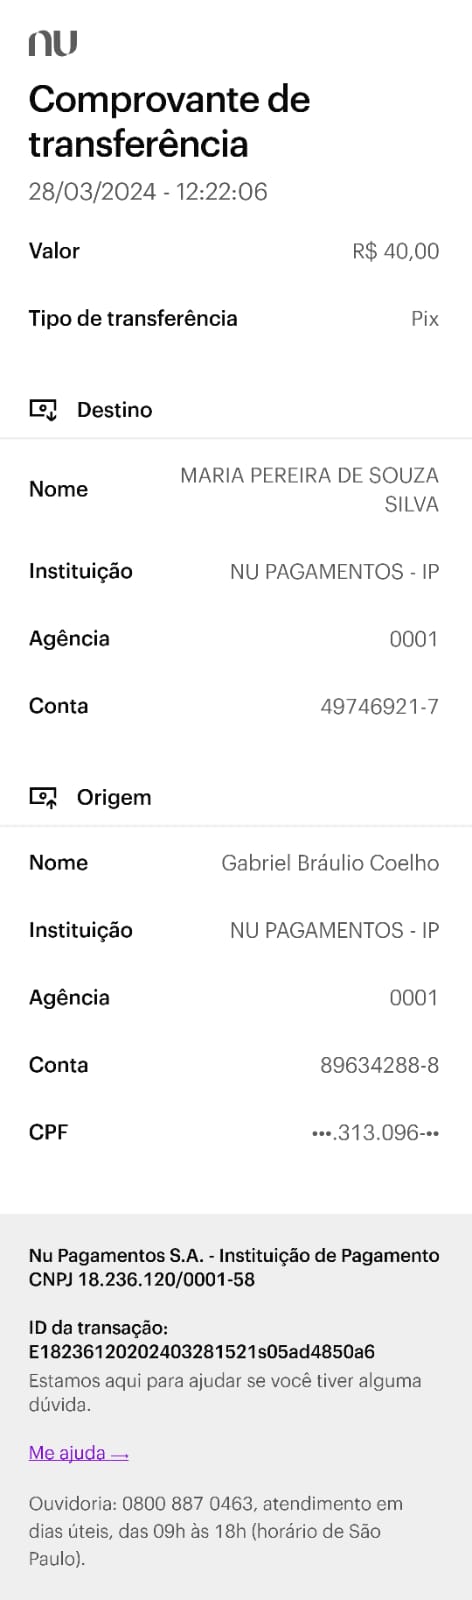 nu
Comprovante de
transferência
28/03/2024 - 12:22:06
Valor R$ 40,00
Tipo de transferência Pix
Destino
Nome MARIA PEREIRA DE SOUZA
SILVA
Instituição NU PAGAMENTOS - IP
Agência 0001
Conta 49746921-7
Origem
Nome Gabriel Bráulio Coelho
Instituição NU PAGAMENTOS - IP
Agência 0001
Conta 89634288-8
CPF •••.313.096-••
Nu Pagamentos S.A. - Instituição de Pagamento
CNPJ 18.236.120/0001-58
ID da transação:
E18236120202403281521s05ad4850a6
Estamos aqui para ajudar se você tiver alguma
dúvida.
Me ajuda →
Ouvidoria: 0800 887 0463, atendimento em
dias úteis, das 09h às 18h (horário de São
Paulo).